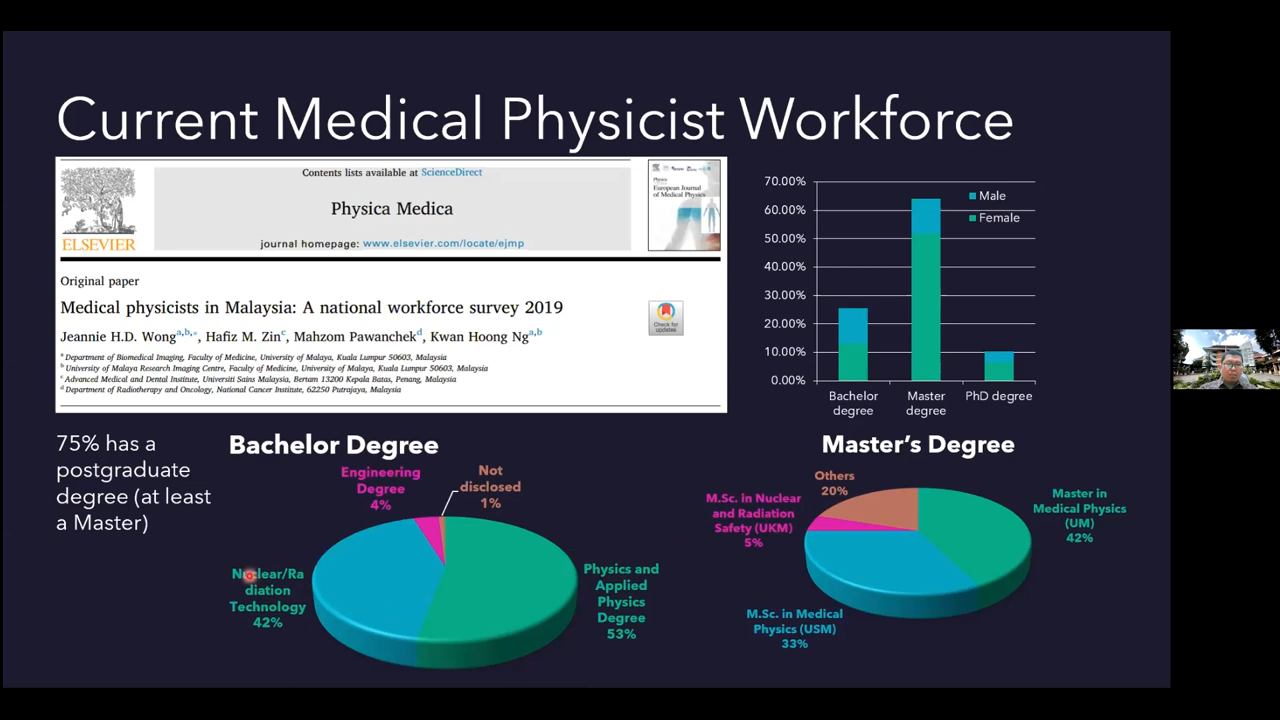 Current Medical Physicist Workforce
Contents lists available at ScienceDirect
Physica Medica
journal homepage: www.elsevier.com/locate/ejmp
ELSEVIER
European Journal
of Medical Physics
Original paper
Medical physicists in Malaysia: A national workforce survey 2019
Check for
updates
Jeannie H.D. Wong a,b,*, Hafiz M. Zin c, Mahzom Pawanchek d, Kwan Hoong Ng a,b
a Department of Biomedical Imaging, Faculty of Medicine, University of Malaya, Kuala Lumpur 50603, Malaysia
b University of Malaya Research Imaging Centre, Faculty of Medicine, University of Malaya, Kuala Lumpur 50603, Malaysia
c Advanced Medical and Dental Institute, Universiti Sains Malaysia, Bertam 13200 Kepala Batas, Penang, Malaysia
d Department of Radiotherapy and Oncology, National Cancer Institute, 62250 Putrajaya, Malaysia
70.00%
60.00%
50.00%
40.00%
30.00%
20.00%
10.00%
0.00%
Male
Female
Bachelor
degree
Master
degree
PhD degree
75% has a
postgraduate
degree (at least
a Master)
Bachelor Degree
Engineering
Degree
4%
Not
disclosed
1%
Nuclear/Ra
diation
Technology
42%
Physics and
Applied
Physics
Degree
53%
Master's Degree
Others
20%
M.Sc. in Nuclear
and Radiation
Safety (UKM)
5%
Master in
Medical Physics
(UM)
42%
M.Sc. in Medical
Physics (USM)
33%